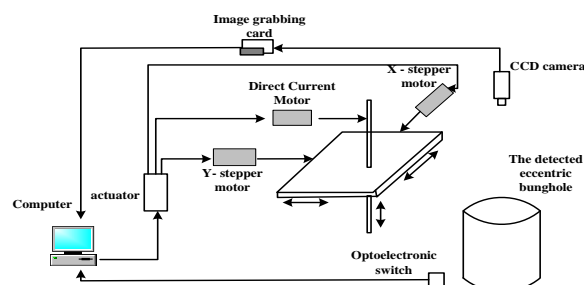 Image grabbing
card
X - stepper
motor
CCD camera
Direct Current
Motor
The detected
eccentric
bunghole
actuator
Y- stepper
motor
Computer
Optoelectronic
switch